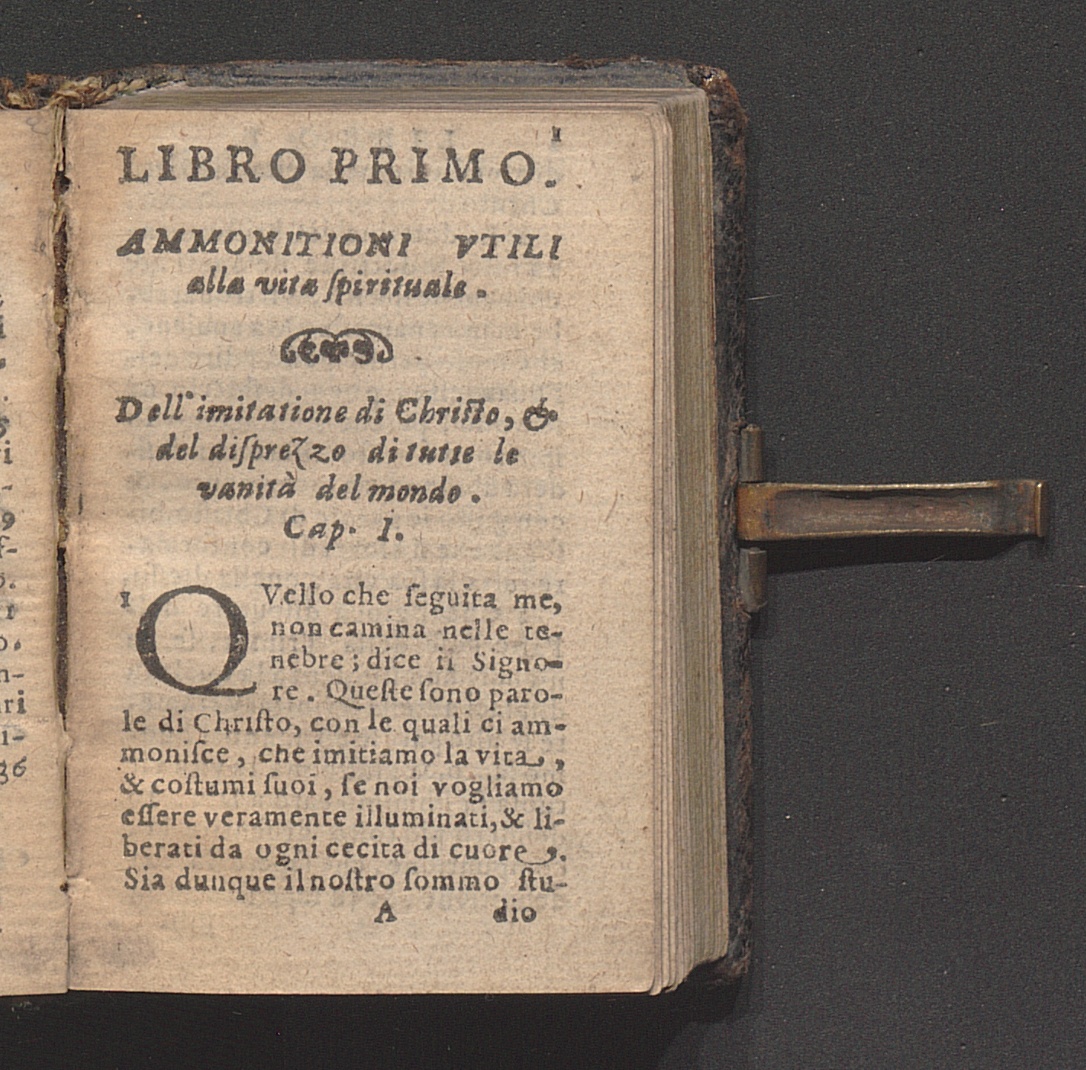 1
LIBRO PRIMO.
AMMONITIONI VTILI
alla vita ſpirituale.
Dell'imitatione di Chriſto, &
del diſprezzo di tutte le
vanità del mondo.
Cap. I.
1 QVello che ſeguita me,
non camina nelle te-
nebre; dice il Signo-
re. Queſte ſono paro-
le di Chriſto, con le quali ci am-
moniſce, che imitiamo la vita,
& coſtumi ſuoi, ſe noi vogliamo
eſſere veramente illuminati, & li-
berati da ogni cecità di cuore.
Sia dunque il noſtro ſommo ſtu-
A dio